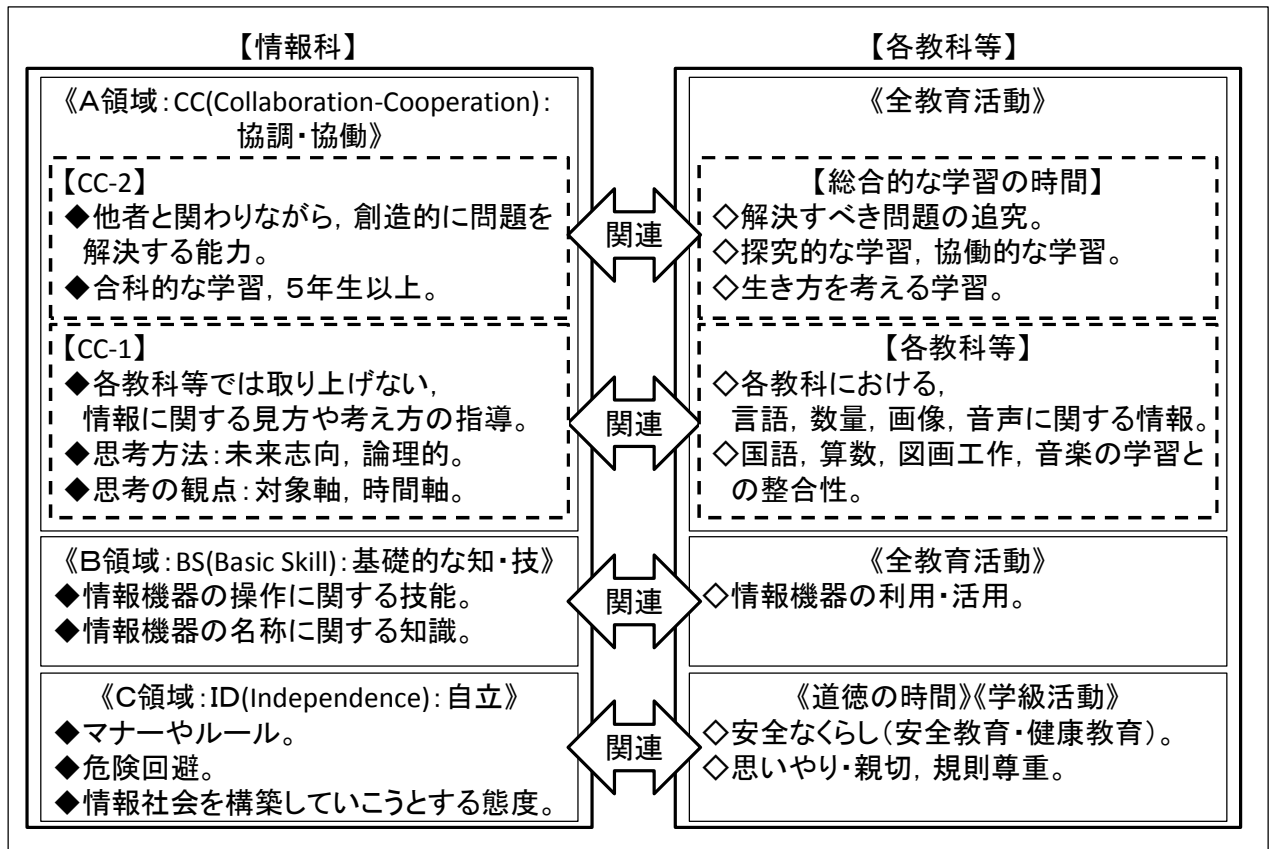 【情報科】
《A領域:CC(Collaboration-Cooperation):
協調・協働》
【CC-2】
◆他者と関わりながら,創造的に問題を
解決する能力。
◆合科的な学習,5年生以上。
【CC-1】
◆各教科等では取り上げない,
情報に関する見方や考え方の指導。
◆思考方法:未来志向,論理的。
◆思考の観点:対象軸,時間軸。
《B領域:BS(Basic Skill):基礎的な知・技》
◆情報機器の操作に関する技能。
◆情報機器の名称に関する知識。
《C領域:ID(Independence):自立》
◆マナーやルール。
◆危険回避。
◆情報社会を構築していこうとする態度。
関連
関連
関連
関連
【各教科等】
《全教育活動》
【総合的な学習の時間】
◇解決すべき問題の追究。
◇探究的な学習,協働的な学習。
◇生き方を考える学習。
【各教科等】
◇各教科における,
言語,数量,画像,音声に関する情報。
◇国語,算数,図画工作,音楽の学習と
の整合性。
《全教育活動》
◇情報機器の利用・活用。
《道徳の時間》《学級活動》
◇安全なくらし(安全教育・健康教育)。
◇思いやり・親切,規則尊重。